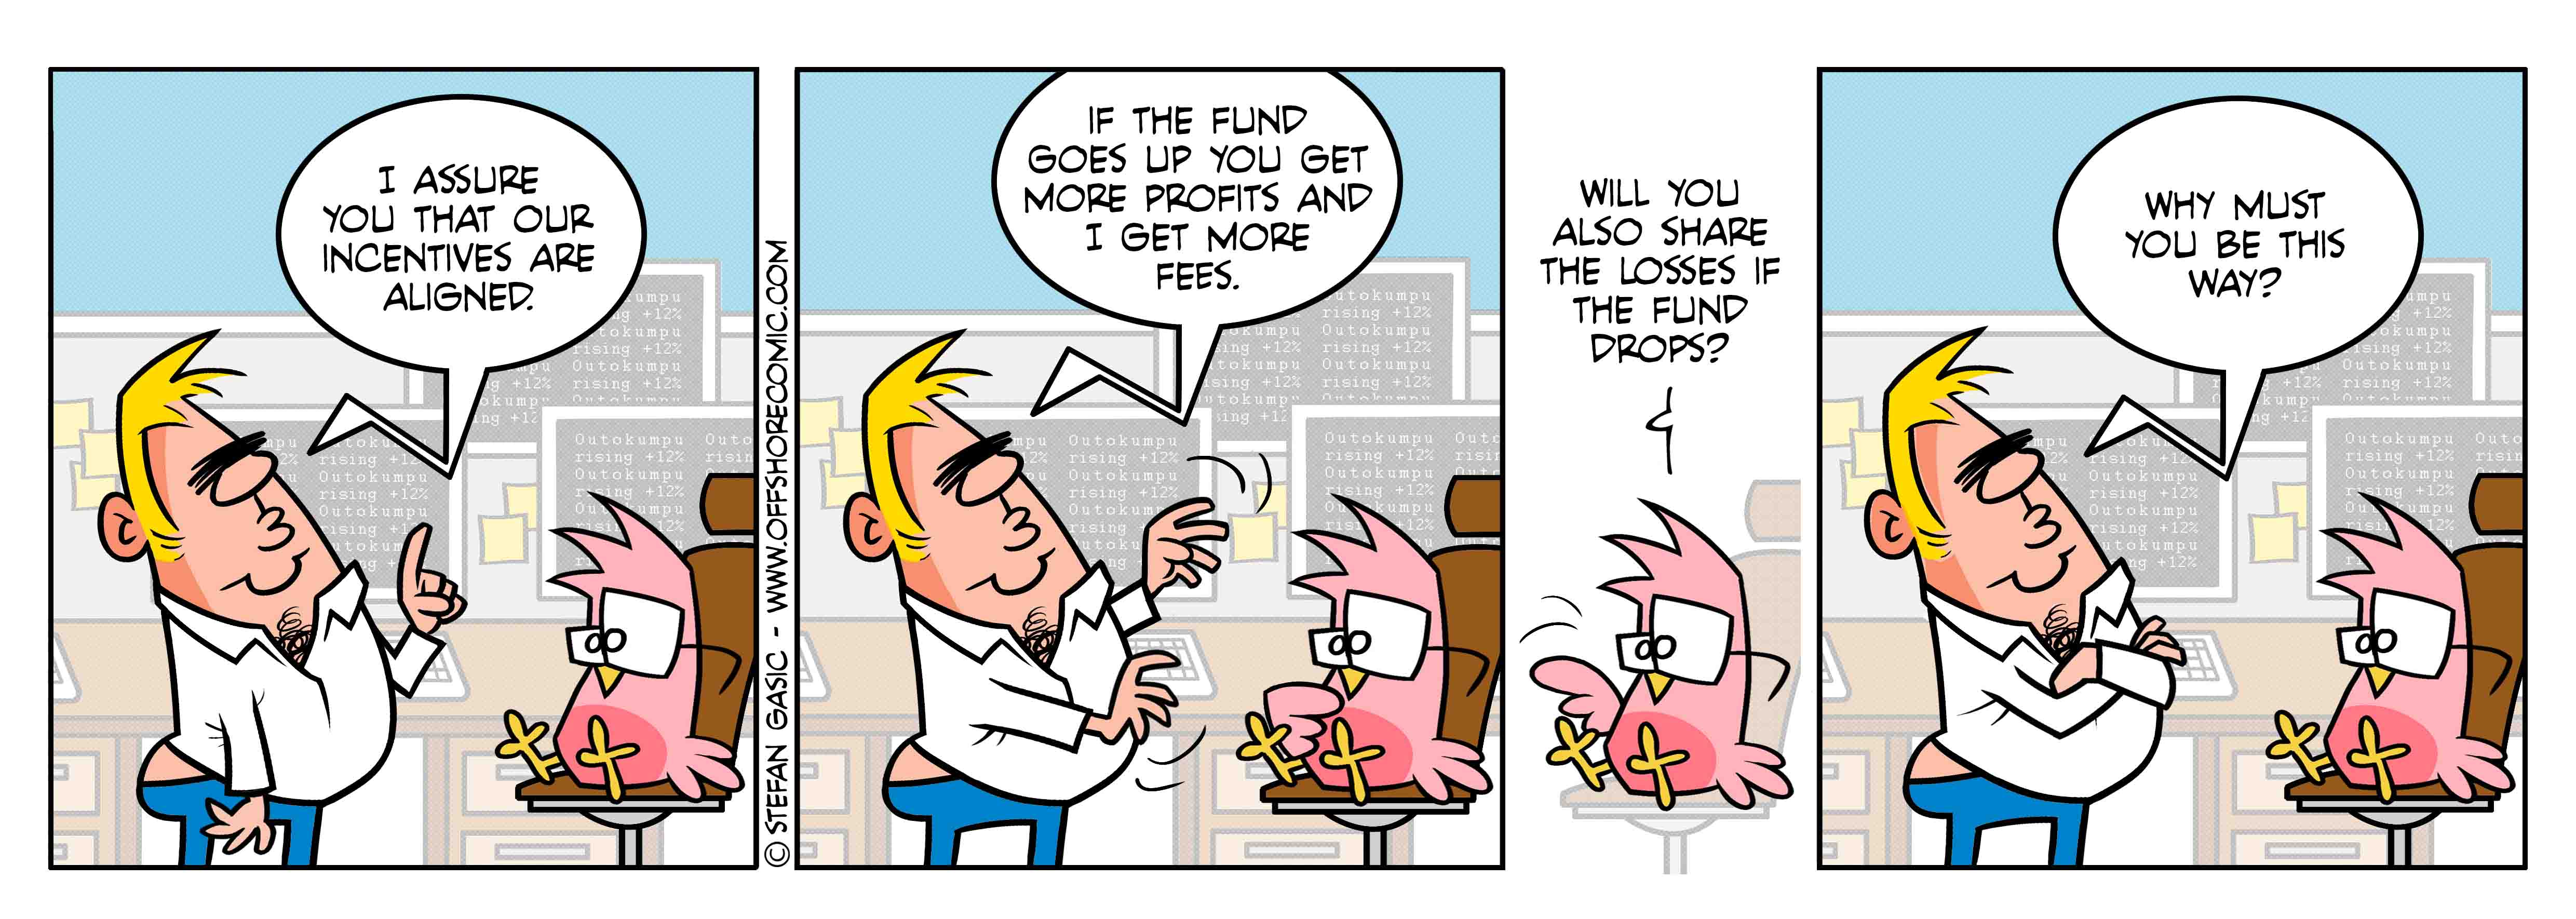 I ASSURE
YOU THAT OUR
INCENTIVES ARE
ALIGNED.
© STEFAN GASIC - WWW.OFFSHORECOMIC.COM
IF THE FUND
GOES UP YOU GET
MORE PROFITS AND
I GET MORE
FEES.
WILL YOU
ALSO SHARE
THE LOSSES IF
THE FUND
DROPS?
WHY MUST
YOU BE THIS
WAY?
Outokumpu
rising +12%
Outokumpu
rising +12%
Outokumpu
rising +12%